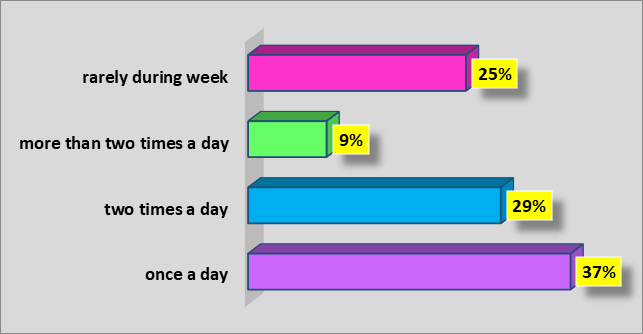 rarely during week 25%
more than two times a day 9%
two times a day 29%
once a day 37%